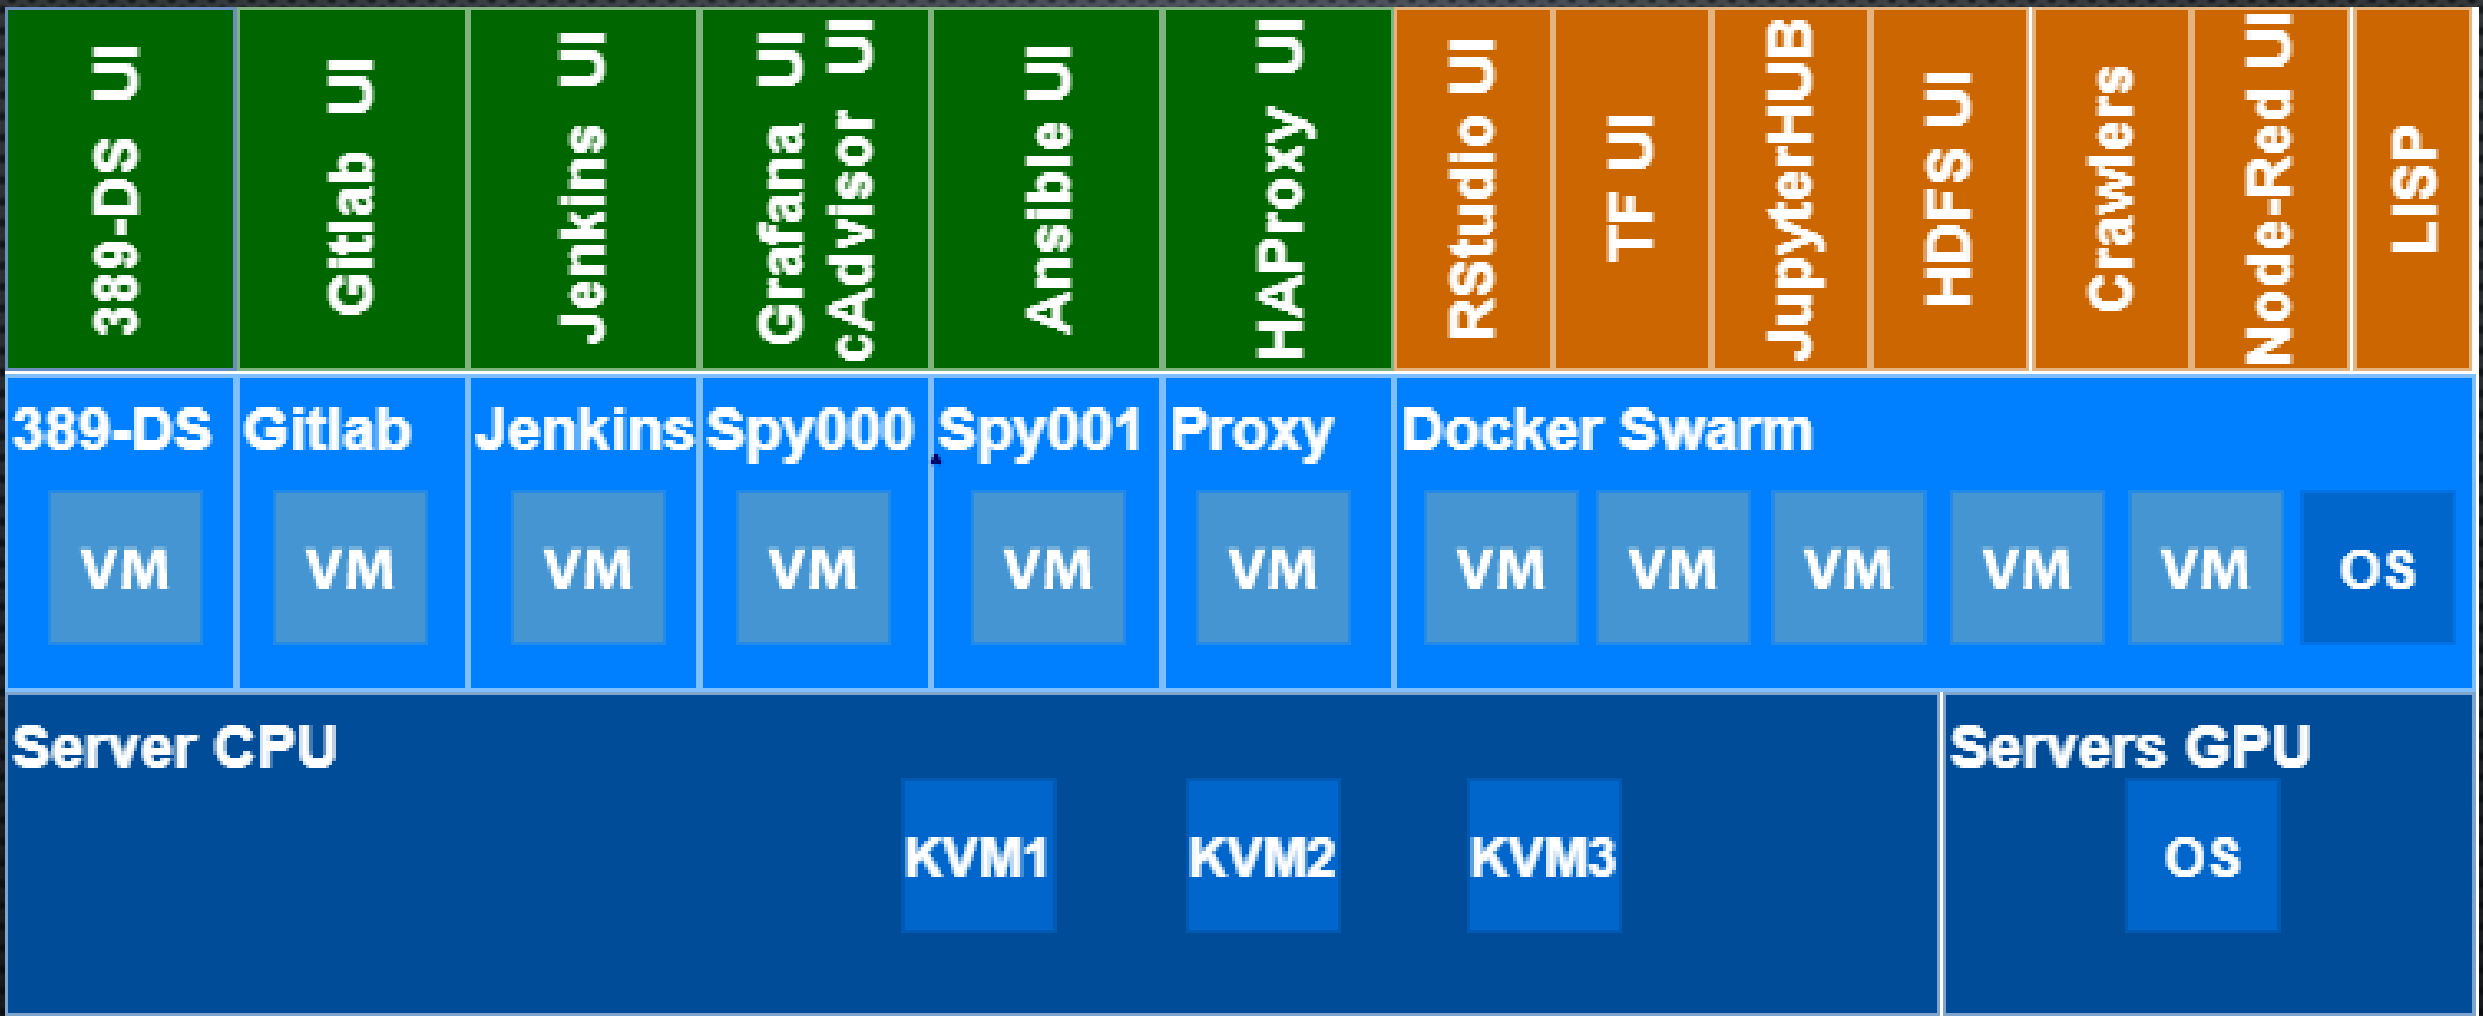 389-DS UI
Gitlab UI
Jenkins UI
Grafana UI
cAdvisor UI
Ansible UI
HAProxy UI
RStudio UI
TF UI
JupyterHUB
HDFS UI
Crawlers
Node-Red UI
LISP
389-DS
Gitlab
Jenkins
Spy000
Spy001
Proxy
Docker Swarm
VM
VM
VM
VM
VM
VM
VM
VM
VM
VM
VM
OS
Server CPU
Servers GPU
KVM1
KVM2
KVM3
OS